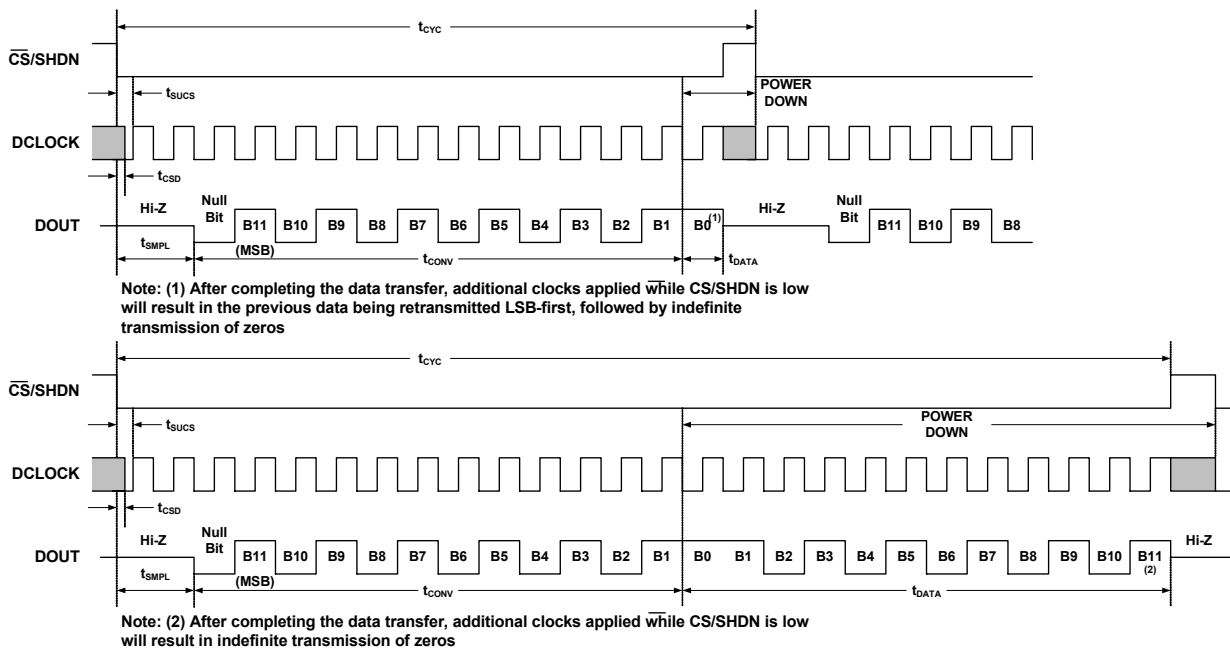 tCYC
CS/SHDN
tSUCS
POWER
DOWN
DCLOCK
tCSD
Hi-Z
Null
Bit
Hi-Z
Null
Bit
DOUT
B11 B10 B9 B8 B7 B6 B5 B4 B3 B2 B1 B0(1)
B11 B10 B9 B8
tSMPL
(MSB)
tCONV
tDATA
Note: (1) After completing the data transfer, additional clocks applied while CS/SHDN is low
will result in the previous data being retransmitted LSB-first, followed by indefinite
transmission of zeros
tCYC
CS/SHDN
tSUCS
POWER
DOWN
DCLOCK
tCSD
Hi-Z
Null
Bit
Hi-Z
DOUT
B11 B10 B9 B8 B7 B6 B5 B4 B3 B2 B1 B0 B1 B2 B3 B4 B5 B6 B7 B8 B9 B10 B11
(2)
tSMPL
(MSB)
tCONV
tDATA
Note: (2) After completing the data transfer, additional clocks applied while CS/SHDN is low
will result in indefinite transmission of zeros